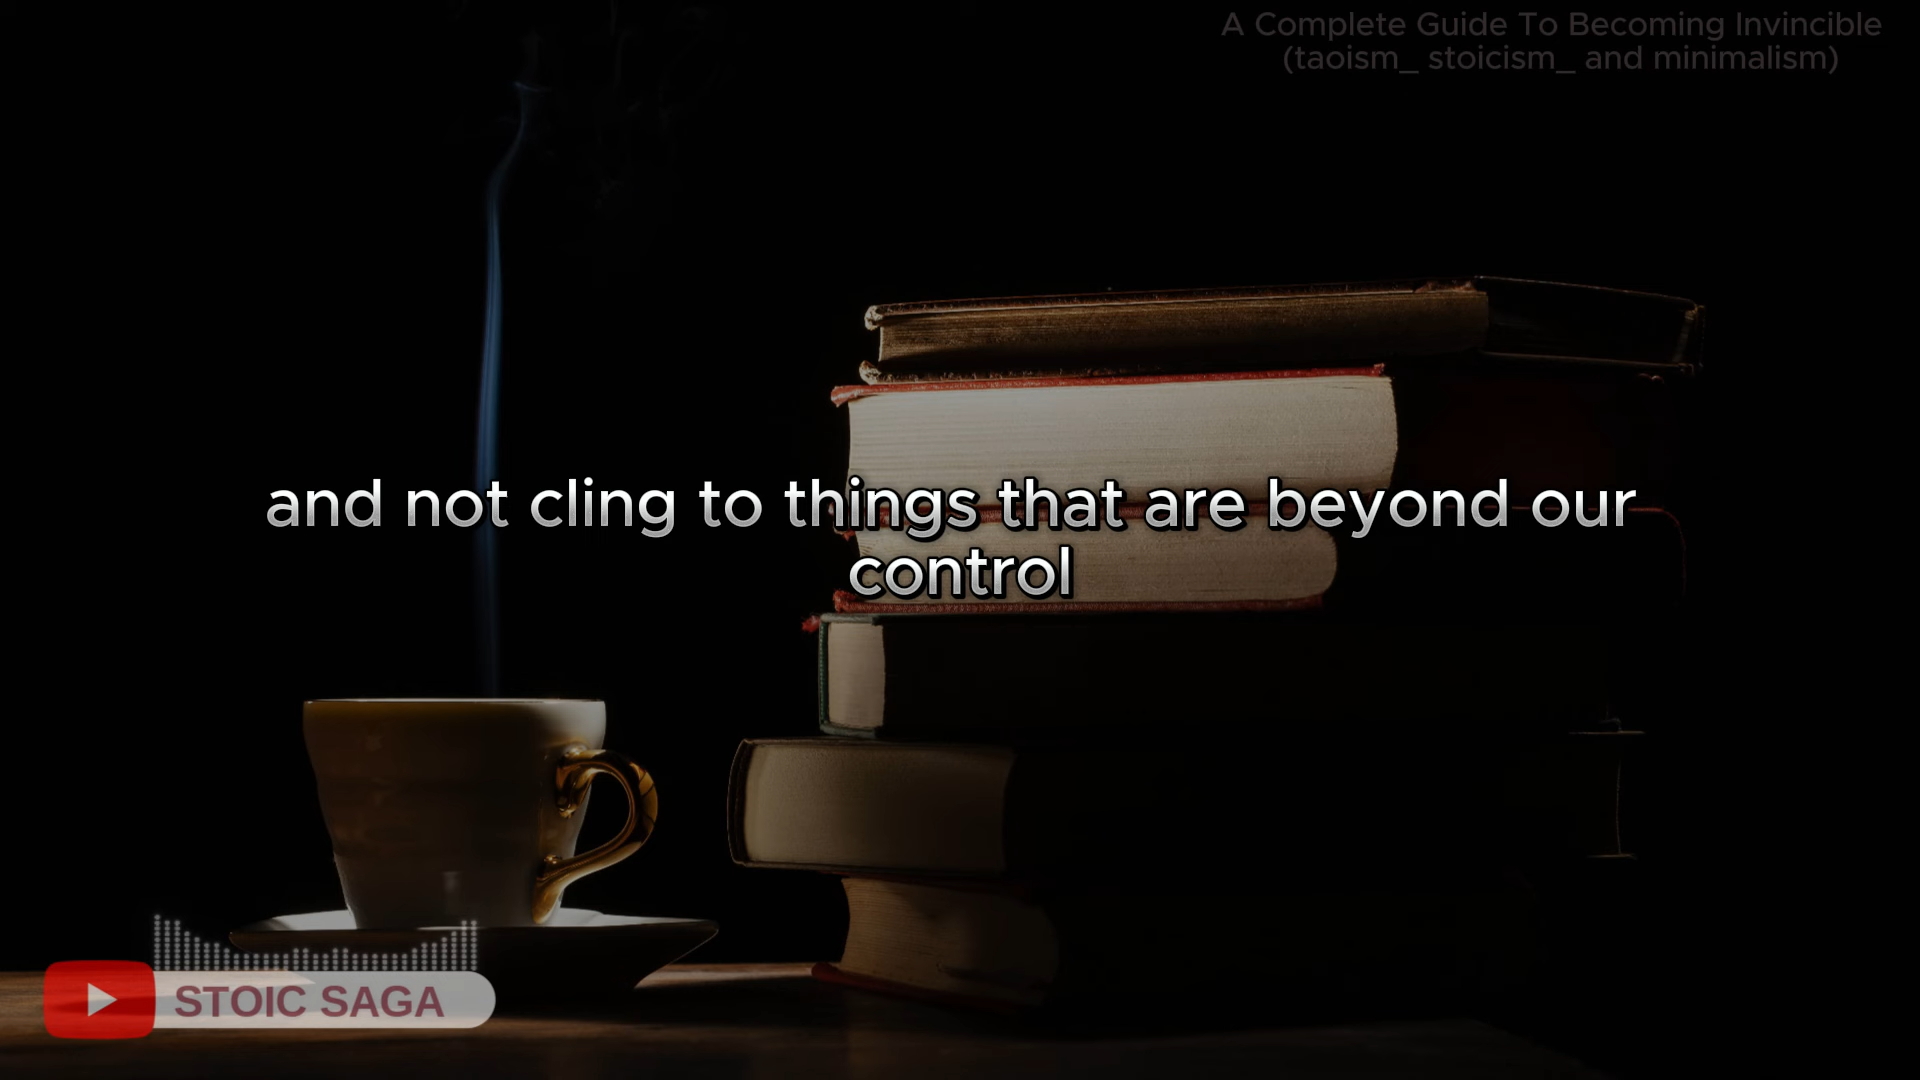 A Complete Guide To Becoming Invincible
(taoism_ stoicism_ and minimalism)
and not cling to things that are beyond our
control
STOIC SAGA